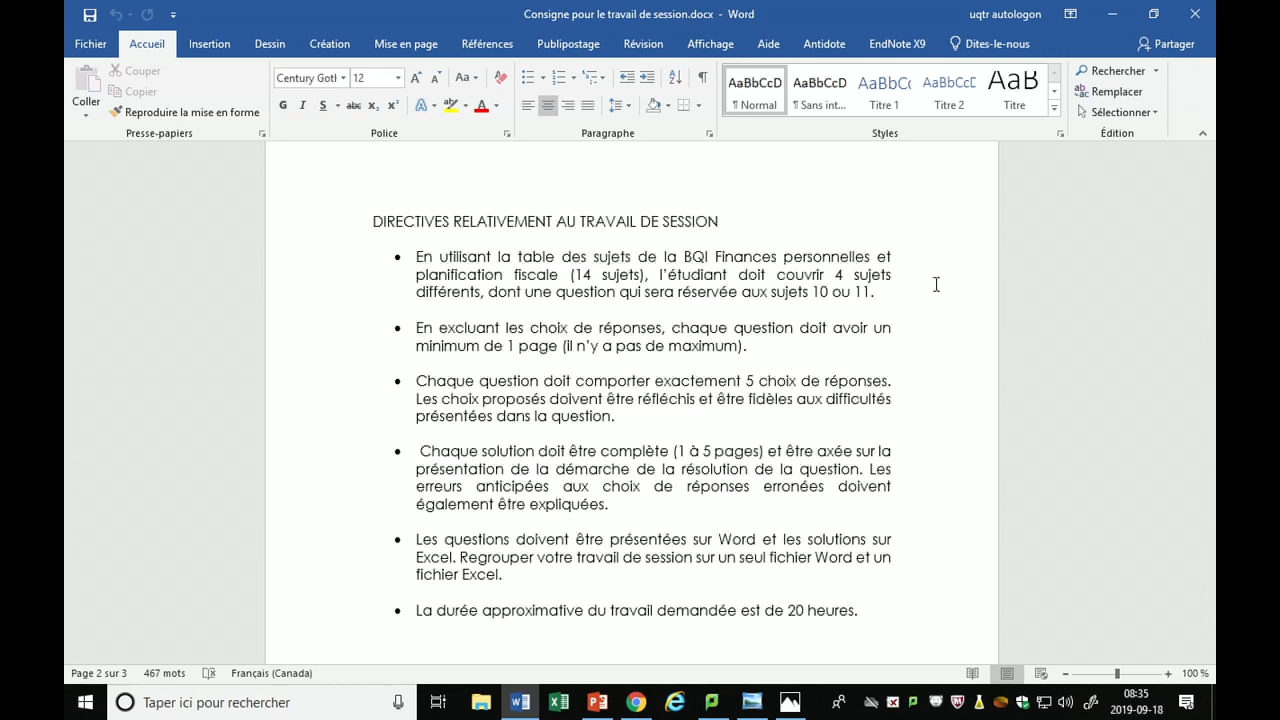 Consigne pour le travail de session.docx - Word
uqtr autologon
Fichier Accueil Insertion Dessin Création Mise en page Références Publipostage Révision Affichage Aide Antidote EndNote X9 Dites-le-nous Partager
Coller
Couper
Copier
Reproduire la mise en forme
Presse-papiers
Century Gotl 12
Aa
G I S abc x₂ x² A A
Police
Paragraphe
AaBbCcD AaBbCcD AaBbCc AaBbCcE AaB
¶ Normal ¶ Sans int... Titre 1 Titre 2 Titre
Styles
Rechercher
Remplacer
Sélectionner
Édition
DIRECTIVES RELATIVEMENT AU TRAVAIL DE SESSION
• En utilisant la table des sujets de la BQI Finances personnelles et
planification fiscale (14 sujets), l’étudiant doit couvrir 4 sujets
différents, dont une question qui sera réservée aux sujets 10 ou 11.
• En excluant les choix de réponses, chaque question doit avoir un
minimum de 1 page (il n’y a pas de maximum).
• Chaque question doit comporter exactement 5 choix de réponses.
Les choix proposés doivent être réfléchis et être fidèles aux difficultés
présentées dans la question.
• Chaque solution doit être complète (1 à 5 pages) et être axée sur la
présentation de la démarche de la résolution de la question. Les
erreurs anticipées aux choix de réponses erronées doivent
également être expliquées.
• Les questions doivent être présentées sur Word et les solutions sur
Excel. Regrouper votre travail de session sur un seul fichier Word et un
fichier Excel.
• La durée approximative du travail demandée est de 20 heures.
Page 2 sur 3 467 mots Français (Canada) 100 %
Taper ici pour rechercher
08:35
2019-09-18